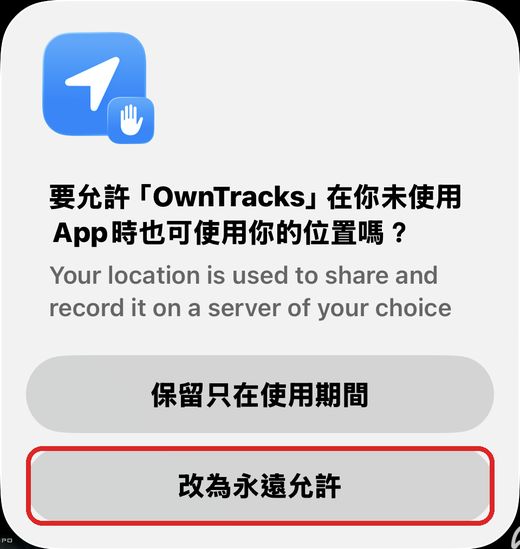 要允許「OwnTracks」在你未使用
App時也可使用你的位置嗎？
Your location is used to share and
record it on a server of your choice
保留只在使用期間
改為永遠允許